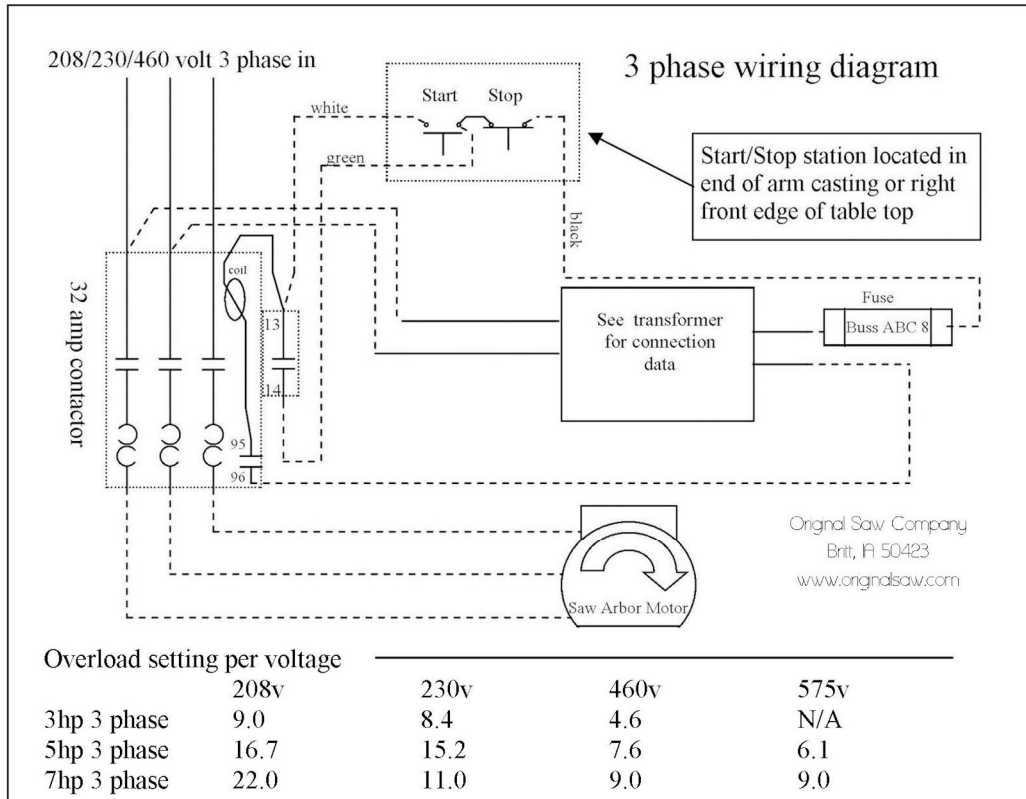 208/230/460 volt 3 phase in
3 phase wiring diagram
Start Stop
white
green
Start/Stop station located in
end of arm casting or right
front edge of table top
black
coil
32 amp contactor
13
14
95
96
See transformer
for connection
data
Fuse
Buss ABC 8
Saw Arbor Motor
Original Saw Company
Britt, IA 50423
www.originalsaw.com
Overload setting per voltage
208v 230v 460v 575v
3hp 3 phase 9.0 8.4 4.6 N/A
5hp 3 phase 16.7 15.2 7.6 6.1
7hp 3 phase 22.0 11.0 9.0 9.0